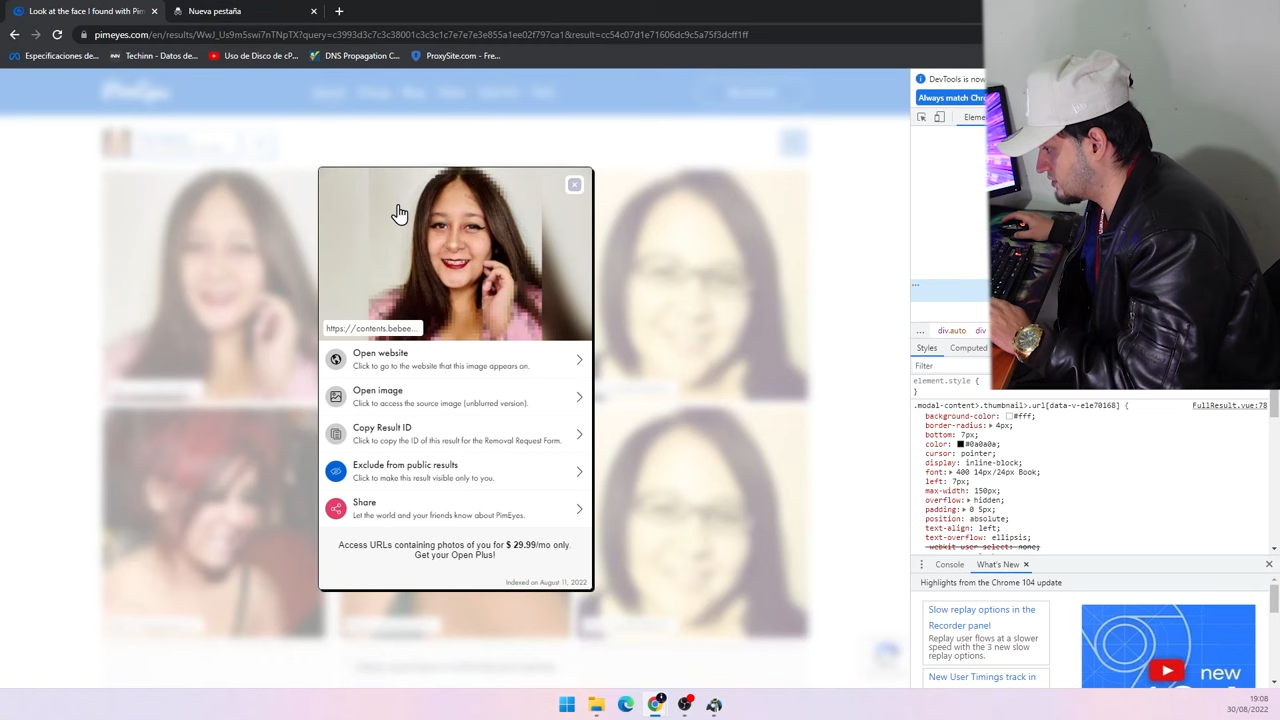 Look at the face I found with Pim
Nueva pestaña
pimeyes.com/en/results/WwJ_Us9m5swi7nTNpTX?query=c3993d3c7c3c38001c3c3c1c7e7e7e3e855a1ee02f797ca1&result=cc54c07d1e71606dc9c5a75f3dcff1ff
Especificaciones de...
Techinn - Datos de...
Uso de Disco de cP...
DNS Propagation C...
ProxySite.com - Fre...
DevTools is now
Always match Chro
Eleme
https://contents.bebee...
Open website
Click to go to the website that this image appears on.
Open image
Click to access the source image (unblurred version).
Copy Result ID
Click to copy the ID of this result for the Removal Request Form.
Exclude from public results
Click to make this result visible only to you.
Share
Let the world and your friends know about PimEyes.
Access URLs containing photos of you for $ 29.99/mo only.
Get your Open Plus!
Indexed on August 11, 2022
... div.auto div
Styles Computed
Filter
element.style {
}
.modal-content>.thumbnail>.url[data-v-e1e70168] { FullResult.vue:78
background-color: #fff;
border-radius: 4px;
bottom: 7px;
color: #0a0a0a;
cursor: pointer;
display: inline-block;
font: 400 14px/24px Book;
left: 7px;
max-width: 150px;
overflow: hidden;
padding: 0 5px;
position: absolute;
text-align: left;
text-overflow: ellipsis;
-webkit-user-select: none;
Console What's New
Highlights from the Chrome 104 update
Slow replay options in the
Recorder panel
Replay user flows at a slower
speed with the 3 new slow
replay options.
New User Timings track in
new
19:08
30/08/2022